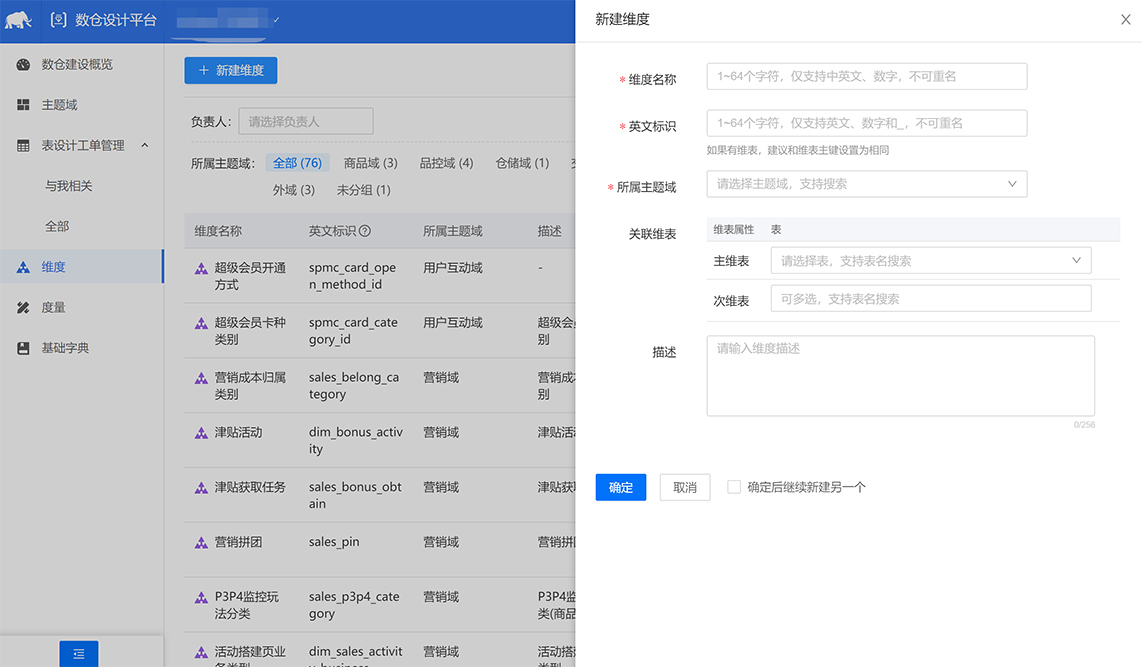 数仓设计平台
数仓建设概览
主题域
表设计工单管理
与我相关
全部
维度
度量
基础字典
新建维度
负责人： 请选择负责人
所属主题域： 全部 (76) 商品域 (3) 品控域 (4) 仓储域 (1)
外域 (3) 未分组 (1)
维度名称 英文标识 所属主题域 描述
超级会员开通 spmc_card_ope 用户互动域 -
方式 n_method_id
超级会员卡种 spmc_card_cate 用户互动域 超级会
类别 gory_id 别
营销成本归属 sales_belong_ca 营销域 营销成
类别 tegory 别
津贴活动 dim_bonus_activ 营销域 津贴活
ity
津贴获取任务 sales_bonus_obt 营销域 津贴获
ain
营销拼团 sales_pin 营销域 营销拼
P3P4监控玩 sales_p3p4_cate 营销域 P3P4监
法分类 gory 类(商品
活动搭建页业 dim_sales_activit 营销域 活动搭
务类型 y_business 类型
新建维度
* 维度名称 1~64个字符，仅支持中英文、数字，不可重名
* 英文标识 1~64个字符，仅支持英文、数字和_，不可重名
如果有维表，建议和维表主键设置为相同
* 所属主题域 请选择主题域，支持搜索
关联维表 维表属性 表
主维表 请选择表，支持表名搜索
次维表 可多选，支持表名搜索
描述 请输入维度描述
0/256
确定 取消 确定后继续新建另一个